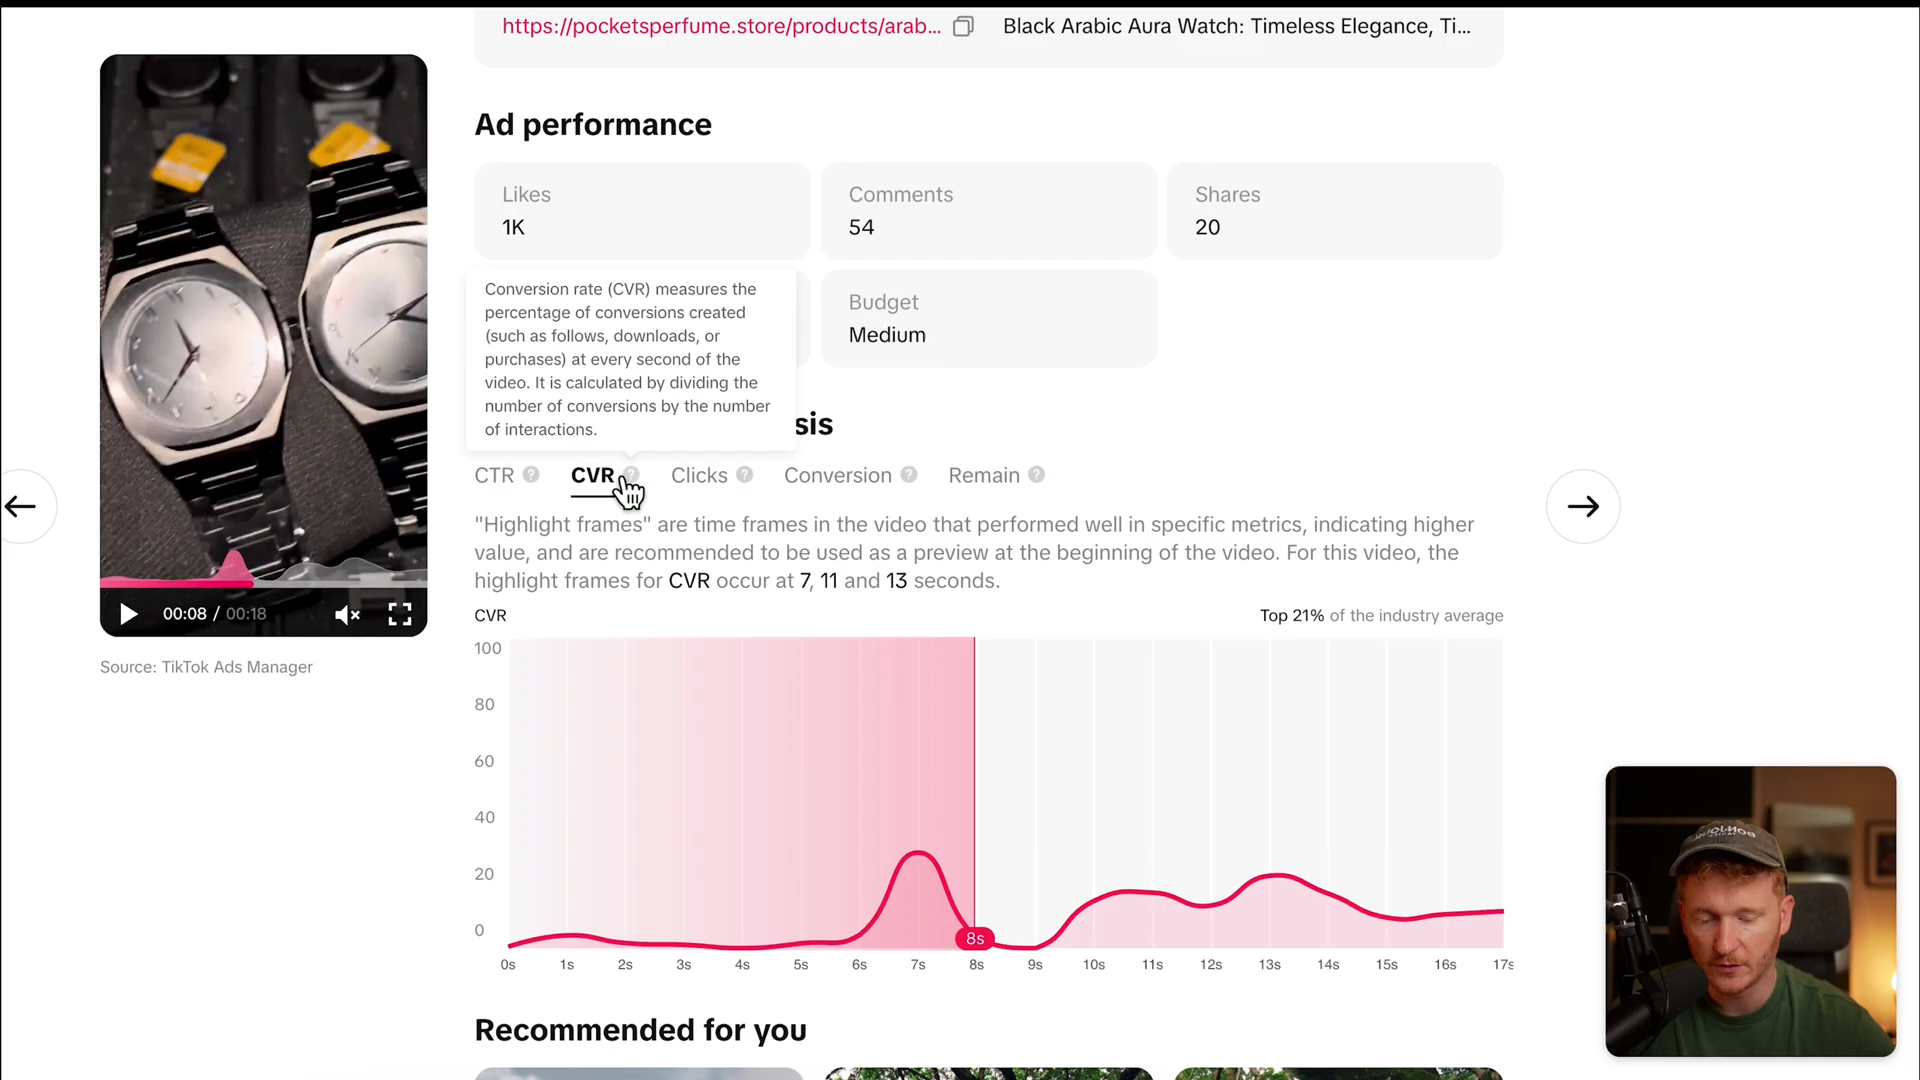 https://pocketsperfume.store/products/arab...
Black Arabic Aura Watch: Timeless Elegance, Ti...
Ad performance
Likes
1K
Comments
54
Shares
20
Budget
Medium
Conversion rate (CVR) measures the
percentage of conversions created
(such as follows, downloads, or
purchases) at every second of the
video. It is calculated by dividing the
number of conversions by the number
of interactions.
sis
CTR ? CVR ? Clicks ? Conversion ? Remain ?
"Highlight frames" are time frames in the video that performed well in specific metrics, indicating higher
value, and are recommended to be used as a preview at the beginning of the video. For this video, the
highlight frames for CVR occur at 7, 11 and 13 seconds.
CVR
Top 21% of the industry average
100
80
60
40
20
0
8s
0s 1s 2s 3s 4s 5s 6s 7s 8s 9s 10s 11s 12s 13s 14s 15s 16s 17s
00:08 / 00:18
Source: TikTok Ads Manager
Recommended for you